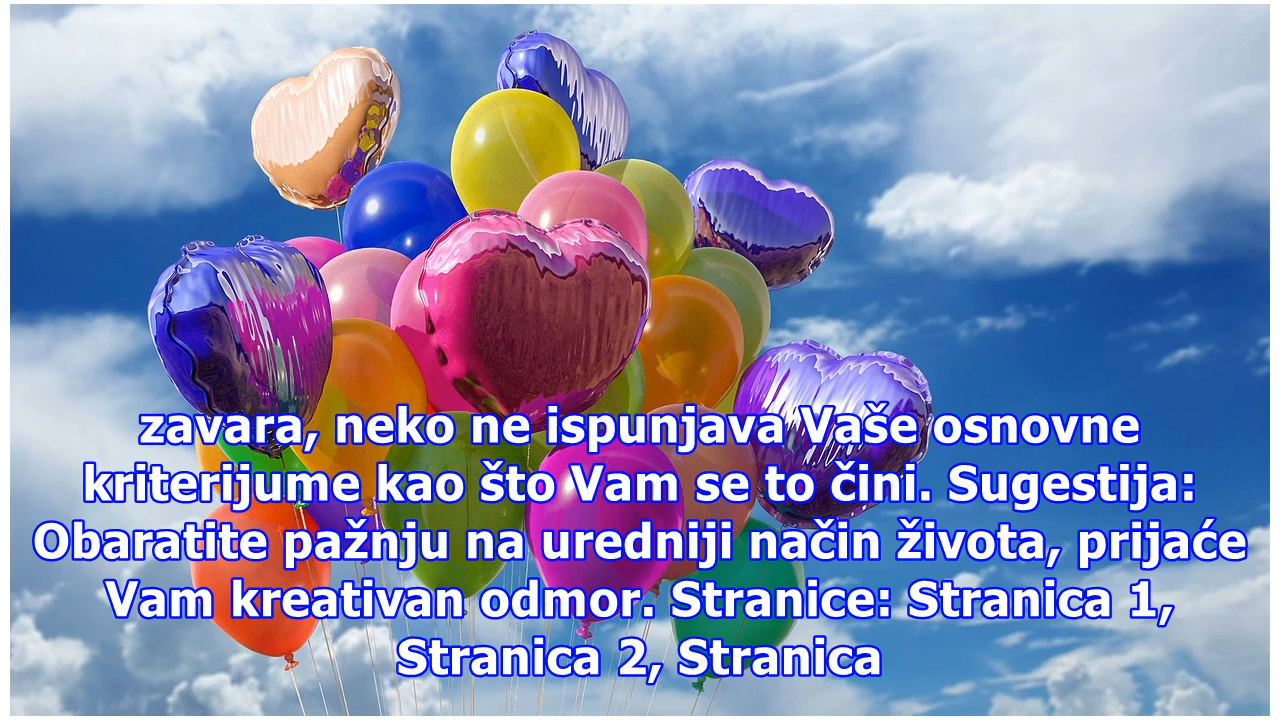 zavara, neko ne ispunjava Vaše osnovne
kriterijume kao što Vam se to čini. Sugestija:
Obaratite pažnju na uredniji način života, prijaće
Vam kreativan odmor. Stranice: Stranica 1,
Stranica 2, Stranica